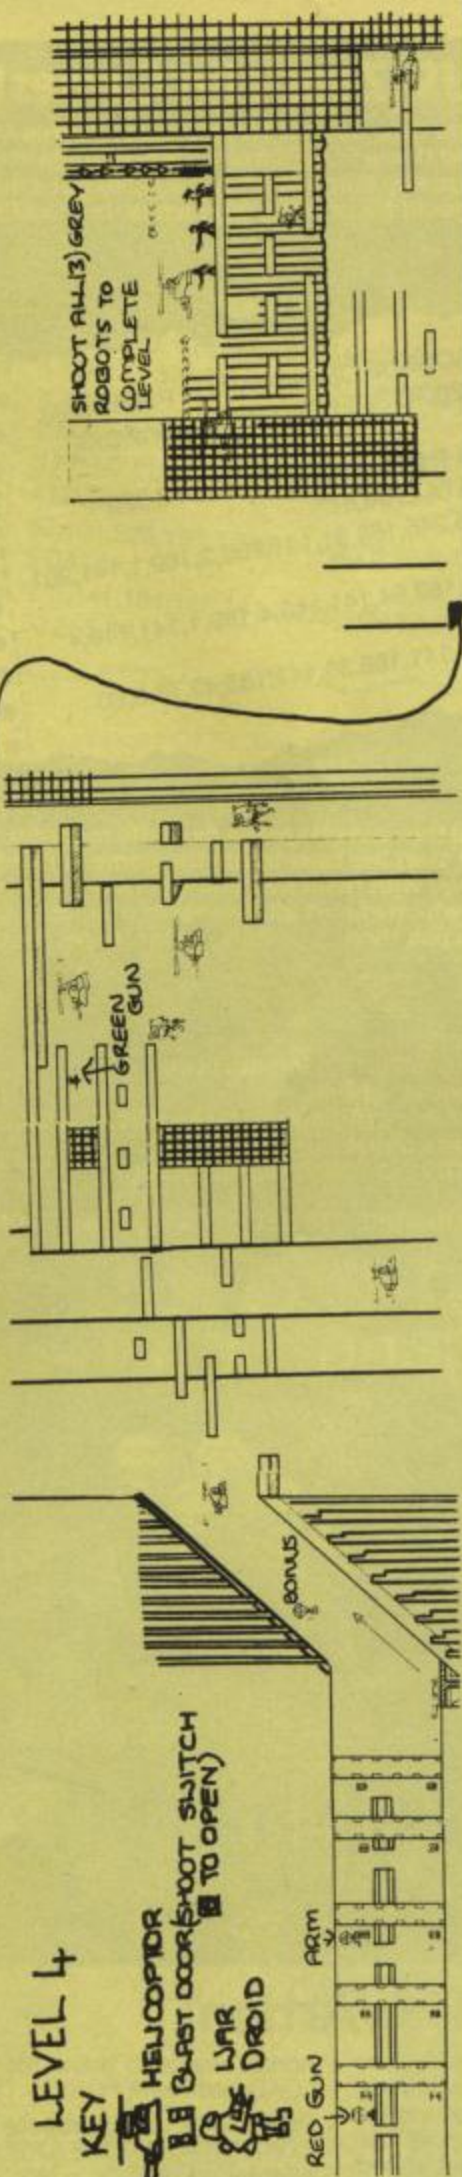 LEVEL 4
KEY
HELICOPTOR
BLAST DOOR (SHOOT SWITCH
TO OPEN)
WAR
DROID
RED GUN
ARM
BONUS
GREEN
GUN
SHOOT ALL (3) GREY
ROBOTS TO
COMPLETE
LEVEL